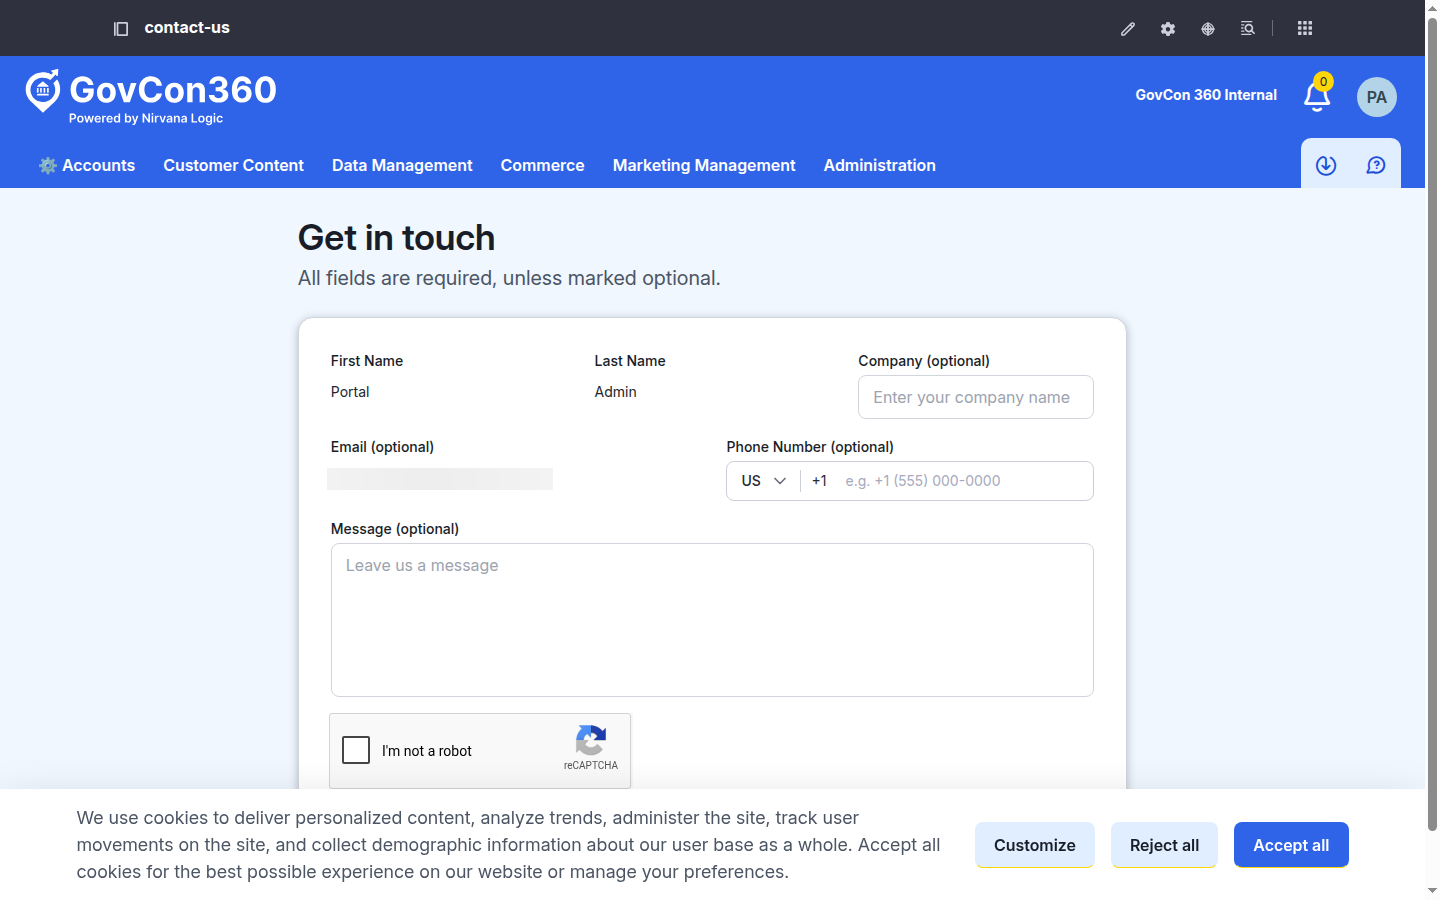 contact-us
GovCon360
Powered by Nirvana Logic
GovCon 360 Internal
0
PA
Accounts
Customer Content
Data Management
Commerce
Marketing Management
Administration
Get in touch
All fields are required, unless marked optional.
First Name
Last Name
Company (optional)
Portal
Admin
Enter your company name
Email (optional)
Phone Number (optional)
US
+1
e.g. +1 (555) 000-0000
Message (optional)
Leave us a message
I'm not a robot
reCAPTCHA
We use cookies to deliver personalized content, analyze trends, administer the site, track user
movements on the site, and collect demographic information about our user base as a whole. Accept all
cookies for the best possible experience on our website or manage your preferences.
Customize
Reject all
Accept all